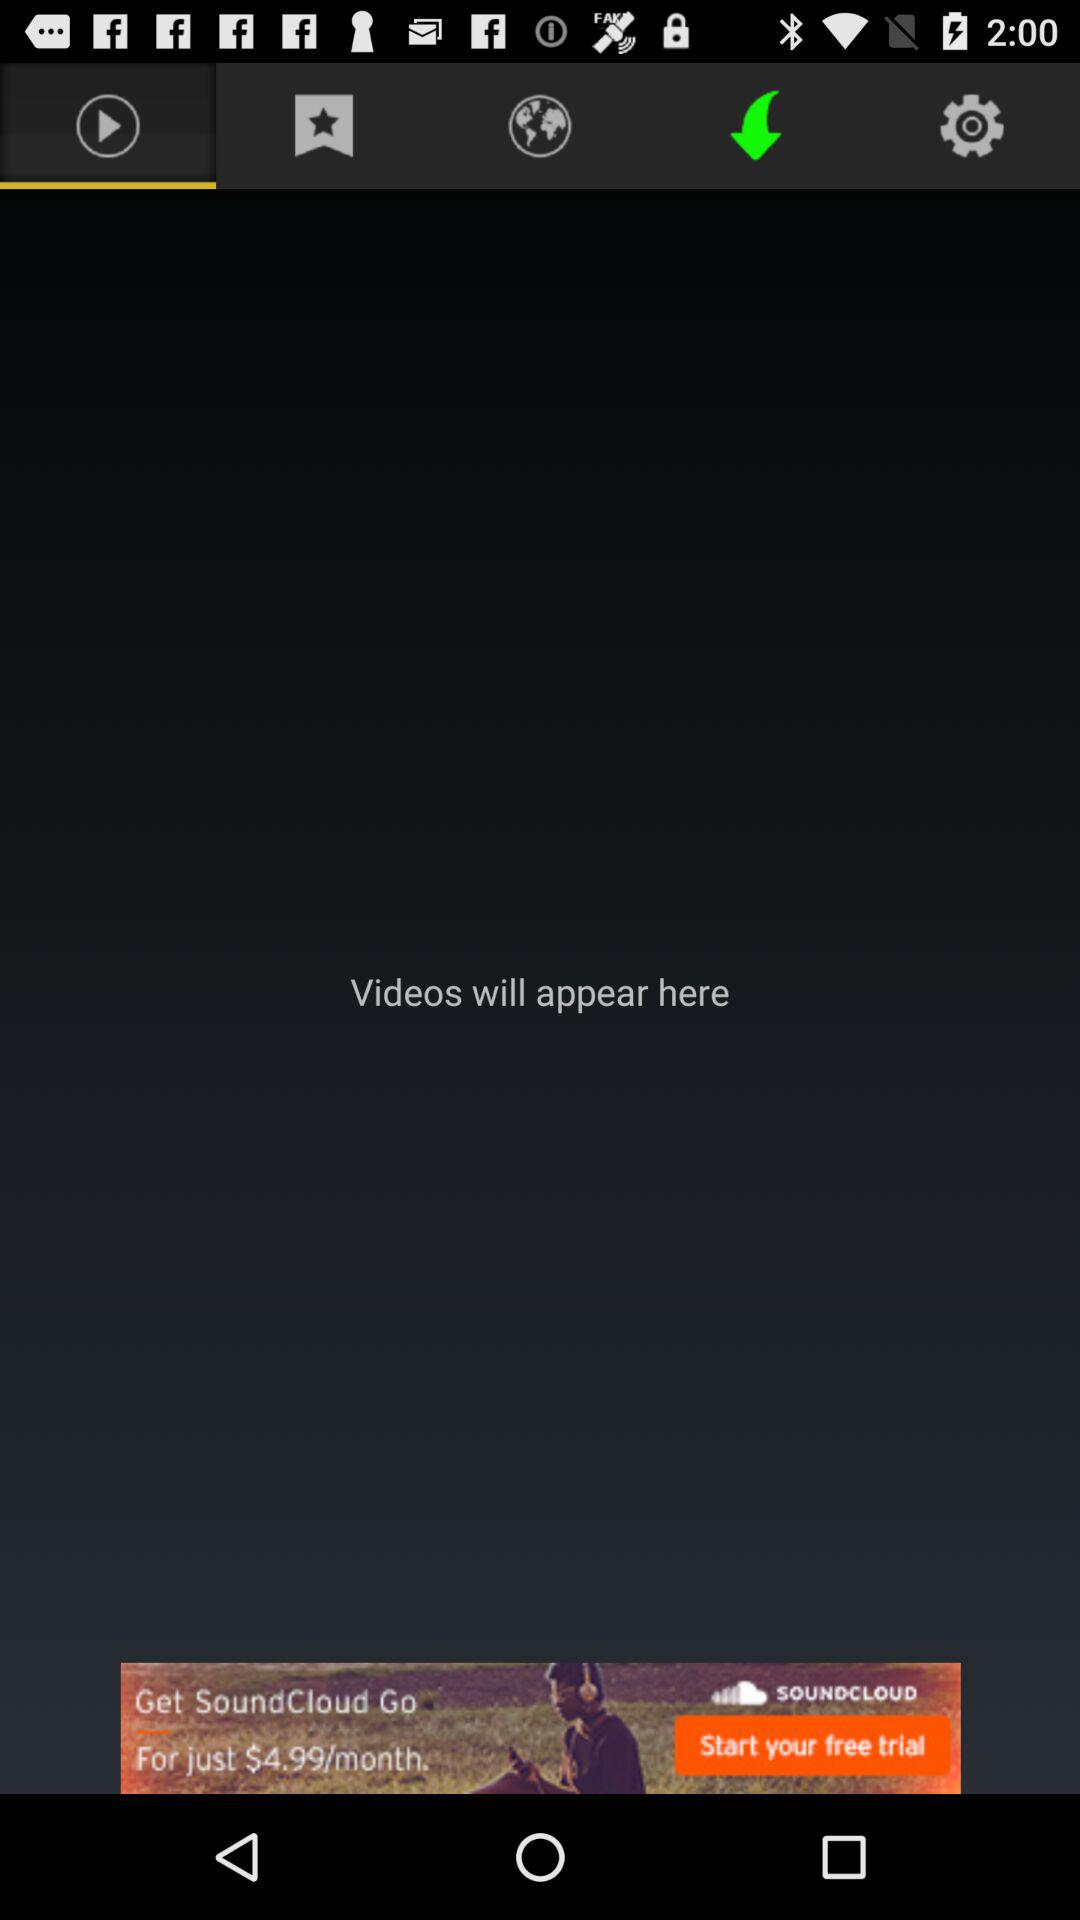 FAKE
2:00
Videos will appear here
Get SoundCloud Go
For just $4.99/month.
SOUNDCLOUD
Start your free trial